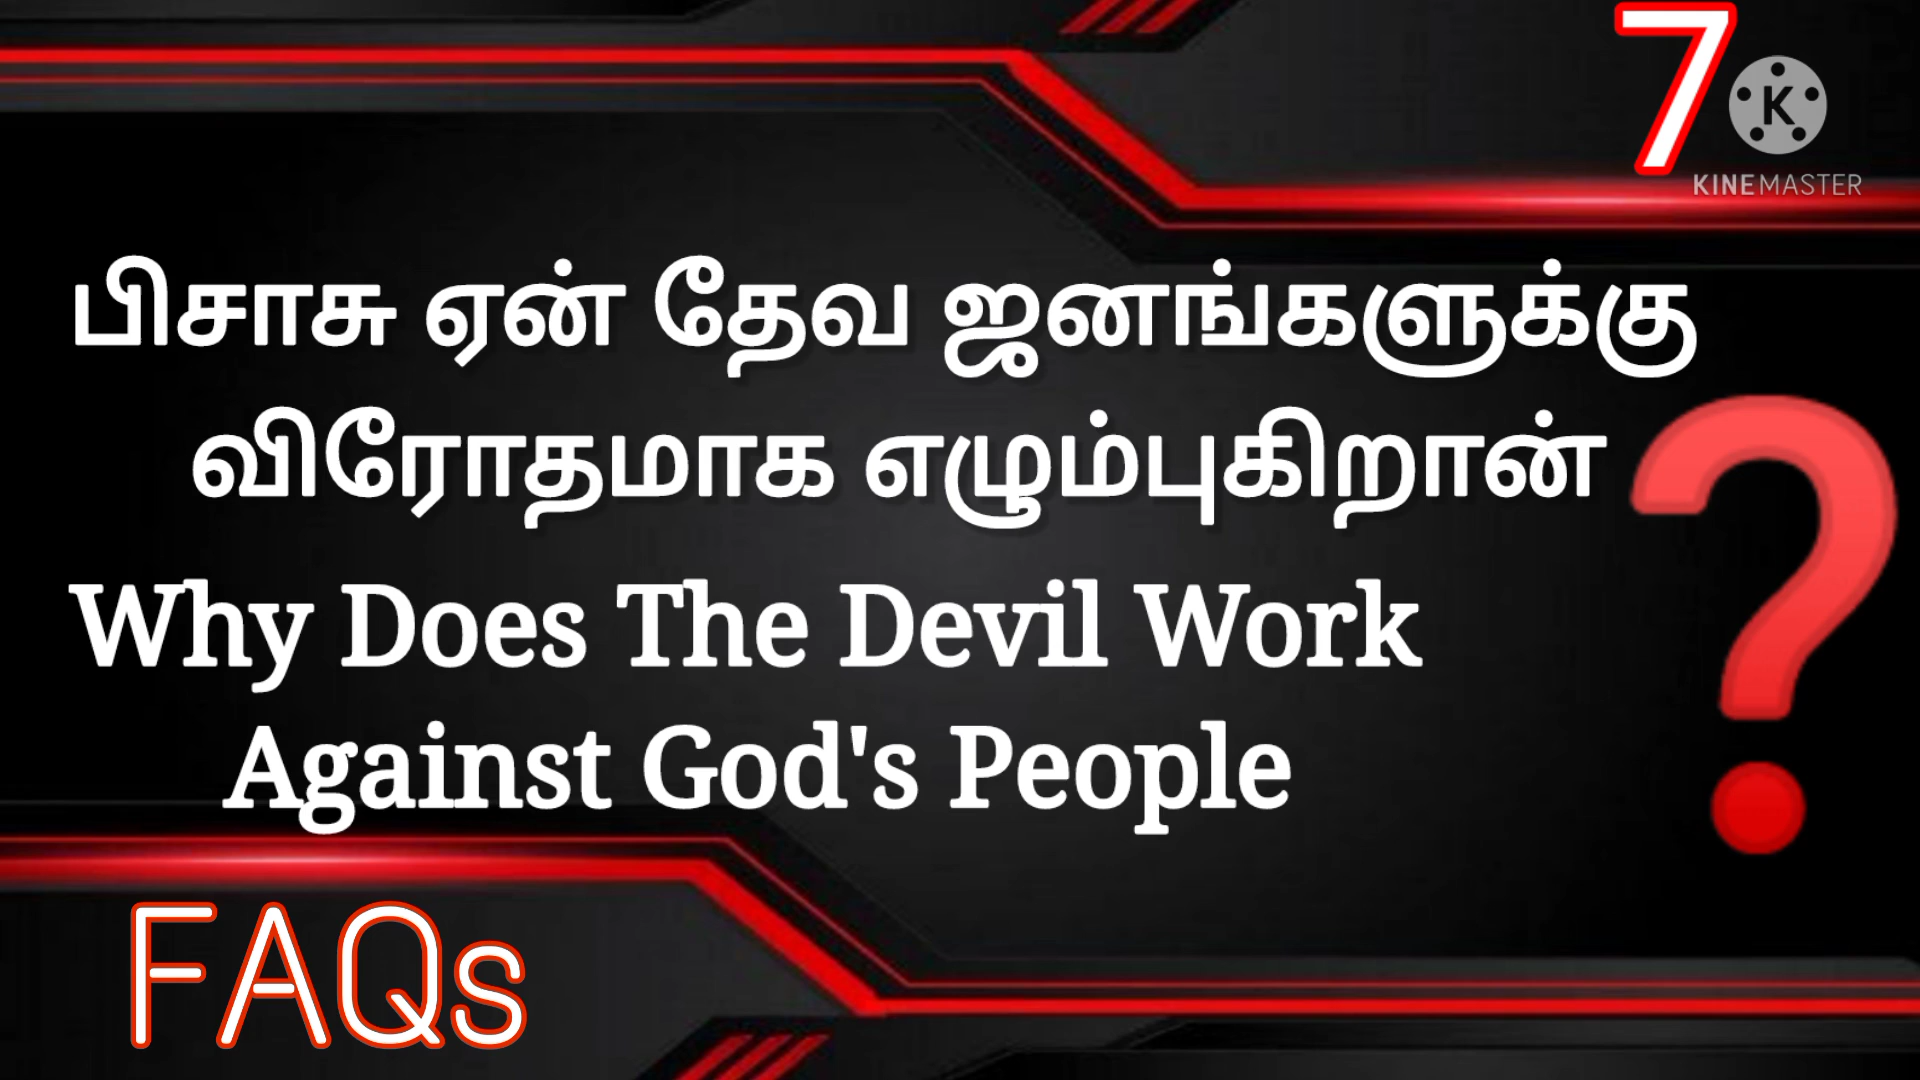 7
KINEMASTER
பிசாசு ஏன் தேவ ஜனங்களுக்கு
விரோதமாக எழும்புகிறான்
Why Does The Devil Work
Against God's People
?
FAQs